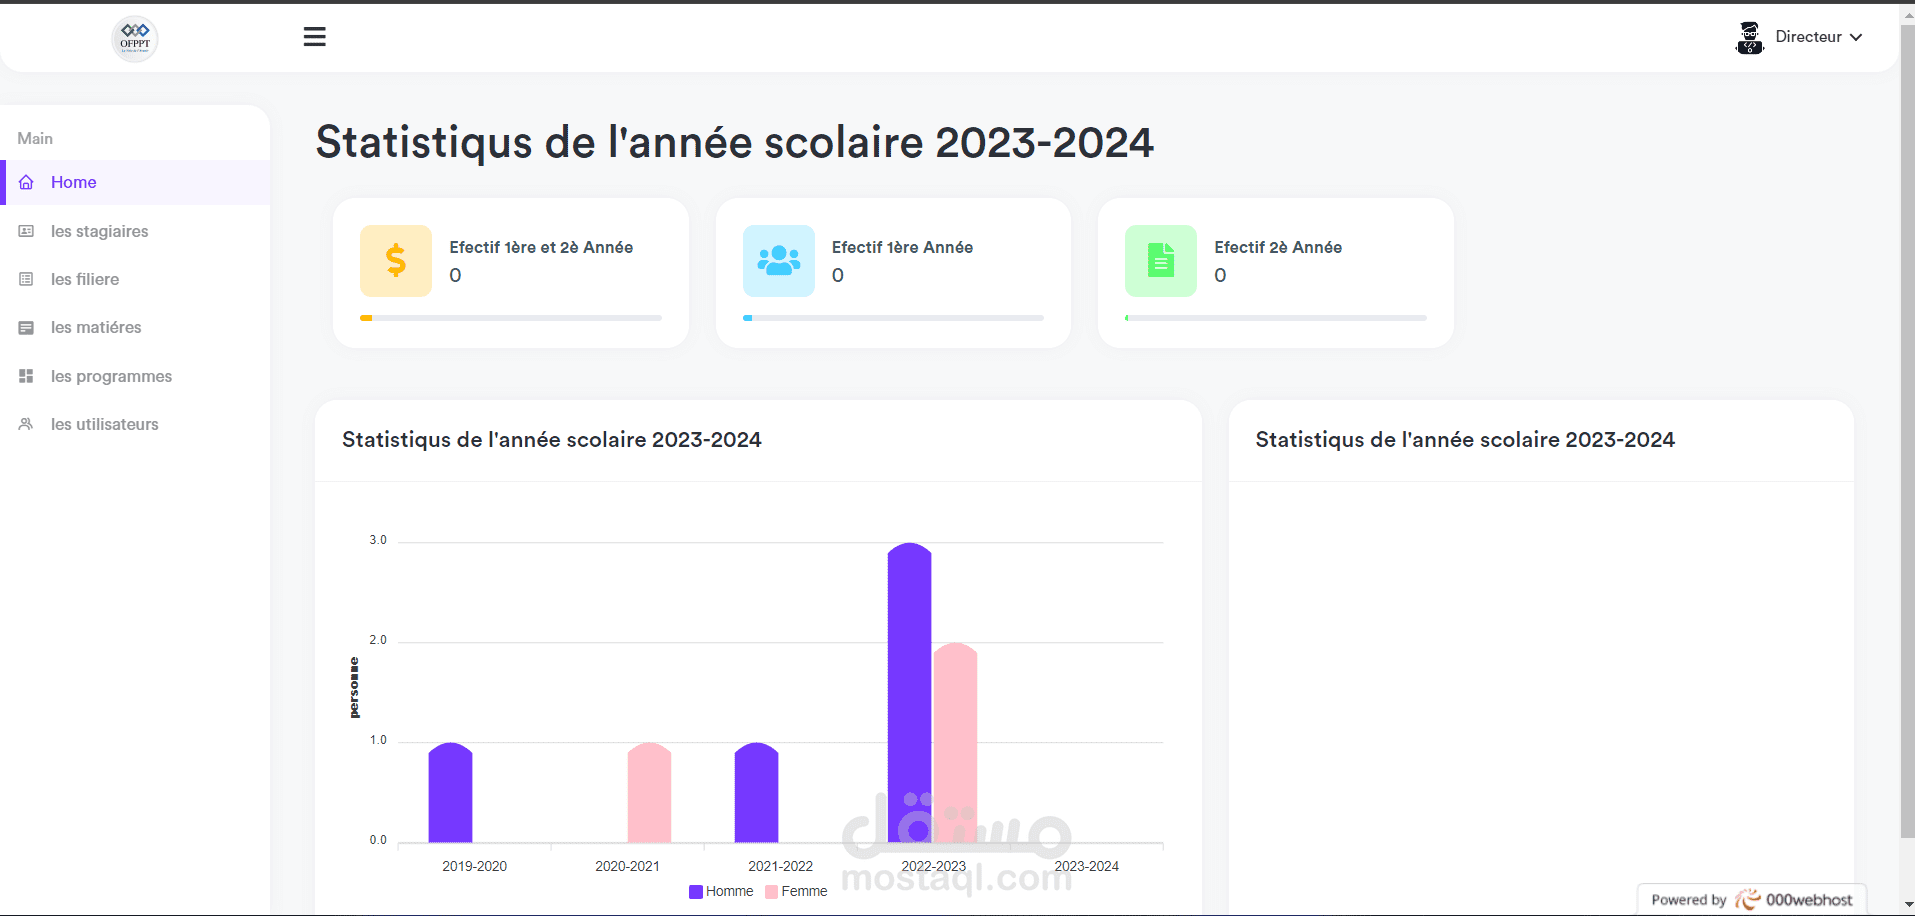 OFPPT
Directeur
Main
Home
les stagiaires
les filiere
les matiéres
les programmes
les utilisateurs
Statistiqus de l'année scolaire 2023-2024
Efectif 1ère et 2è Année
0
Efectif 1ère Année
0
Efectif 2è Année
0
Statistiqus de l'année scolaire 2023-2024
3.0
2.0
1.0
0.0
personne
2019-2020
2020-2021
2021-2022
2022-2023
2023-2024
Homme
Femme
مستقل
mostaql.com
Statistiqus de l'année scolaire 2023-2024
Powered by 000webhost